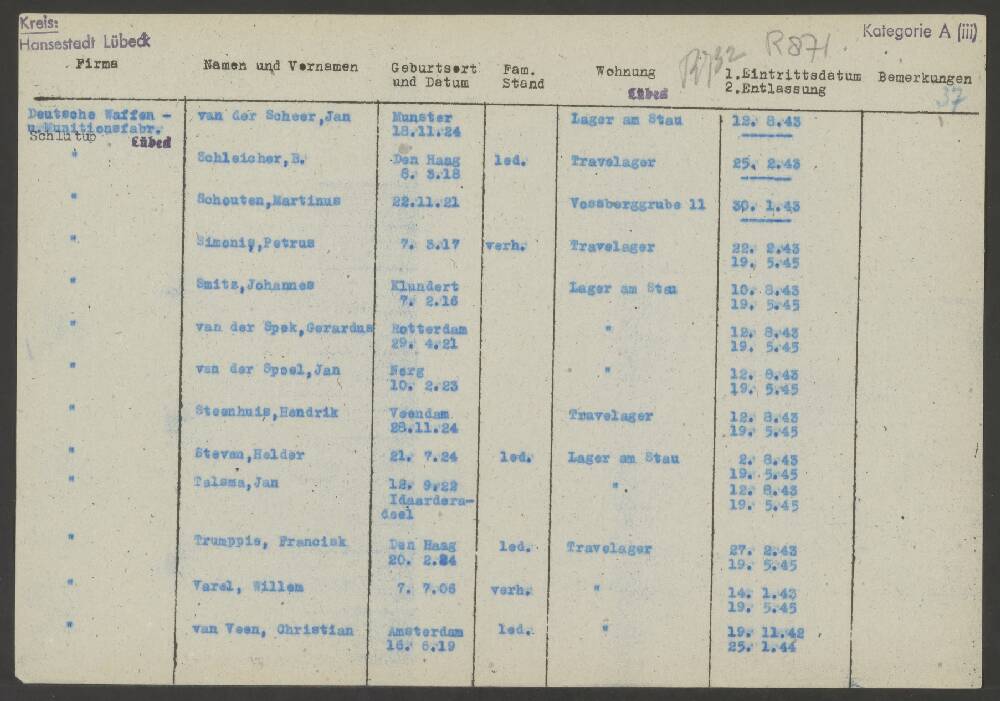 Kreis:
Hansestadt Lübeck
R871.
Kategorie A (iii)
Firma Namen und Vornamen Geburtsort und Datum Fam. Stand Wohnung 1.Eintrittsdatum 2.Entlassung Bemerkungen
Lübeck
37
Deutsche Waffen - van der Scheer,Jan Munster Lager am Stau 12. 8.43
u.Munitionsfabr. 18.11.24
Schlutup Lübeck
" Schleicher,B. Den Haag led. Travelager 25. 2.43
8. 3.18
" Schouten,Martinus 22.11.21 Vossberggrube 11 30. 1.43
" Simonis,Petrus 7. 3.17 verh. Travelager 22. 2.43
19. 5.45
" Smitz,Johannes Klundert Lager am Stau 10. 8.43
7. 2.16 19. 5.45
" van der Spek,Gerardus Rotterdam " 12. 8.43
29. 4.21 19. 5.45
" van der Spoel,Jan Norg " 12. 8.43
10. 2.23 19. 5.45
" Steenhuis,Hendrik Veendam Travelager 12. 8.43
28.11.24 19. 5.45
" Stevan,Helder 21. 7.24 led. Lager am Stau 2. 8.43
19. 5.45
" Talsma,Jan 12. 9.22 " 12. 8.43
Idaardera- 19. 5.45
deel
" Trumppis, Franciak Den Haag led. Travelager 27. 2.43
20. 2.24 19. 5.45
" Varel, Willem 7. 7.06 verh. " 14. 1.43
19. 5.45
" van Veen, Christian Amsterdam led. " 19. 11.42
16. 6.19 25. 1.44